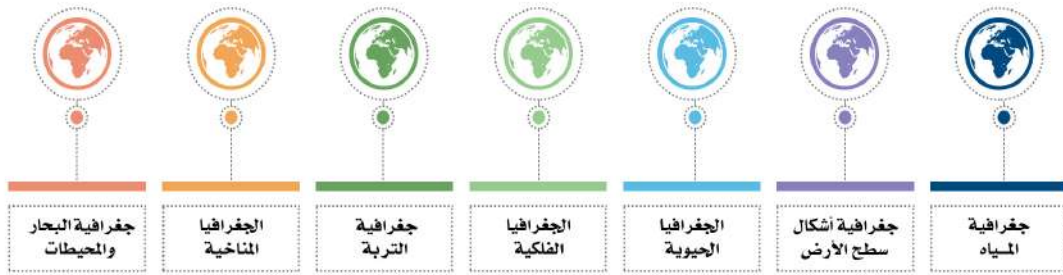 جغرافية
المياه
جغرافية أشكال
سطح الأرض
الجغرافيا
الحيوية
الجغرافيا
الفلكية
جغرافية
التربة
الجغرافيا
المناخية
جغرافية البحار
والمحيطات